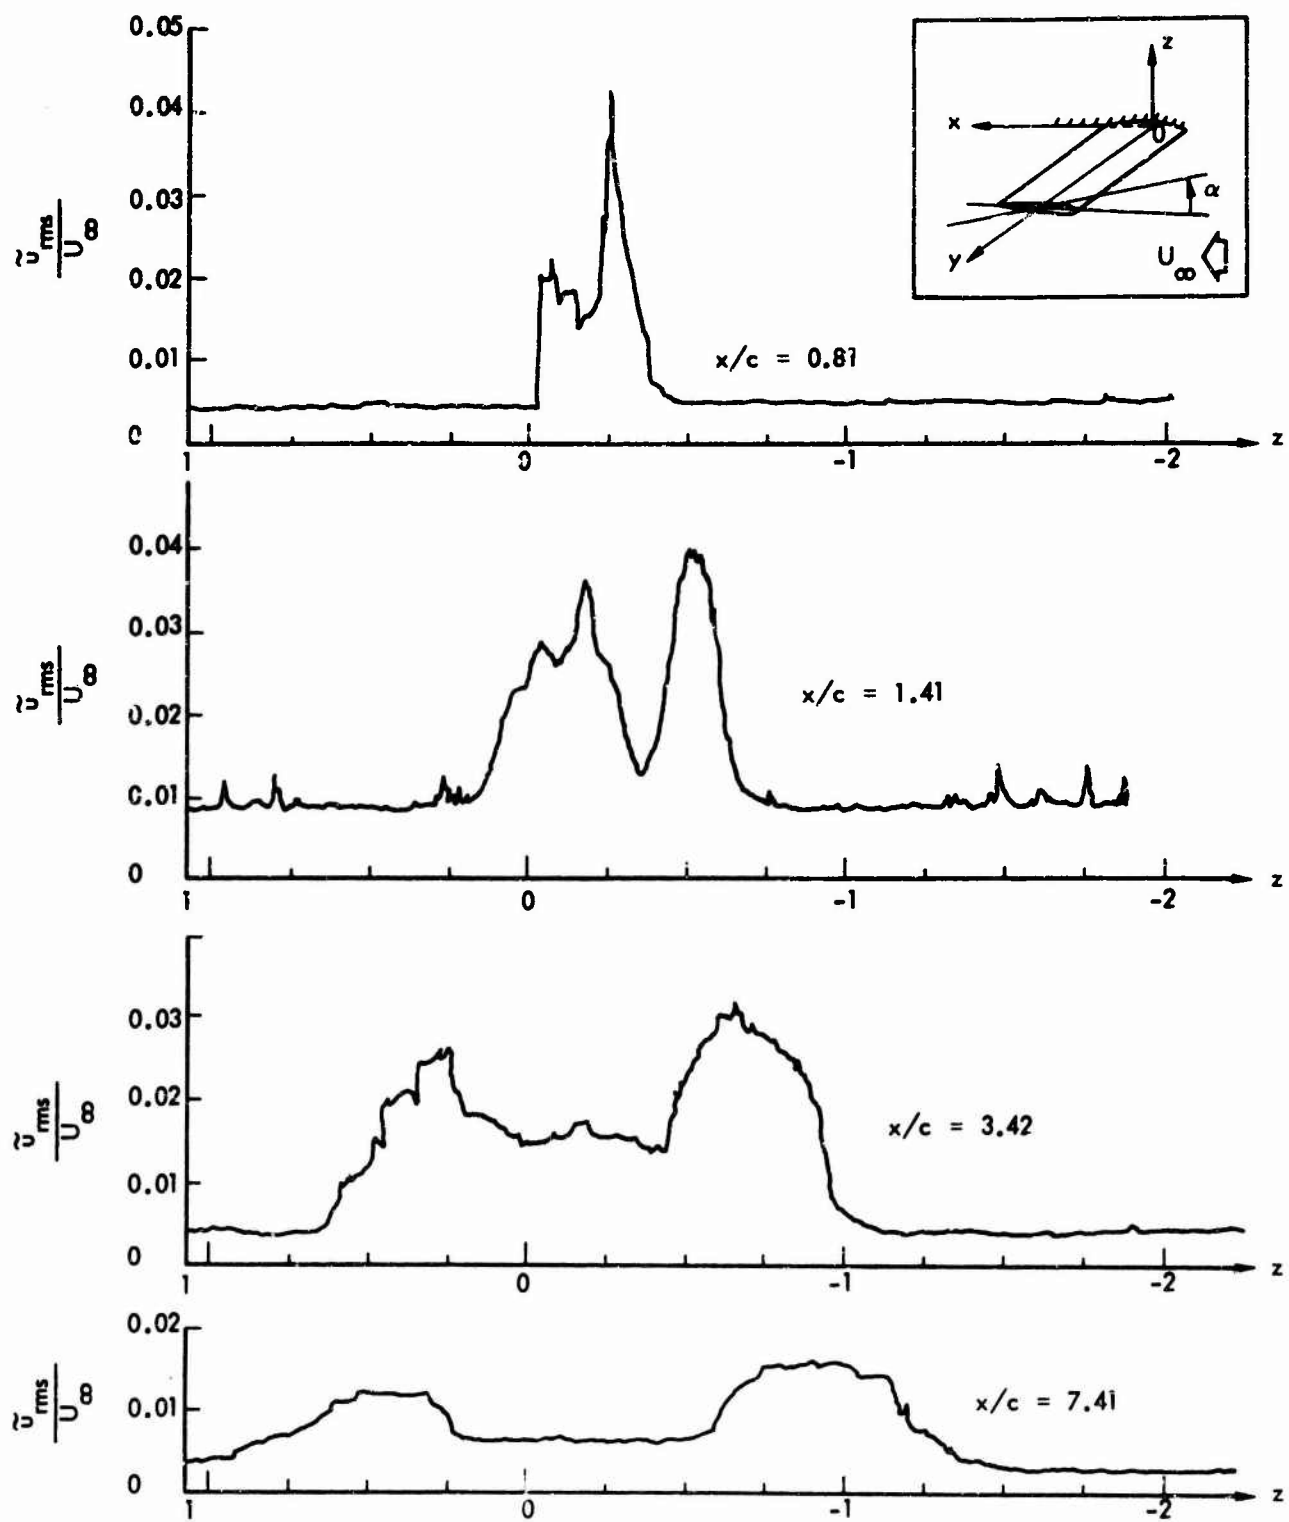 0.05
0.04
0.03
0.02
0.01
0
ũrms
U∞
x/c = 0.81
1 0 -1 -2 z
z
x
0
α
y
U∞
0.04
0.03
0.02
0.01
0
ũrms
U∞
x/c = 1.41
1 0 -1 -2 z
0.03
0.02
0.01
0
ũrms
U∞
x/c = 3.42
1 0 -1 -2 z
0.02
0.01
0
ũrms
U∞
x/c = 7.41
1 0 -1 -2 z